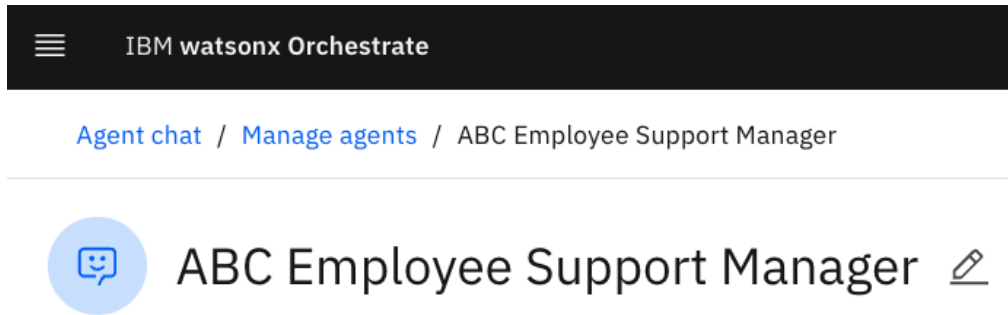 IBM watsonx Orchestrate
Agent chat / Manage agents / ABC Employee Support Manager
ABC Employee Support Manager